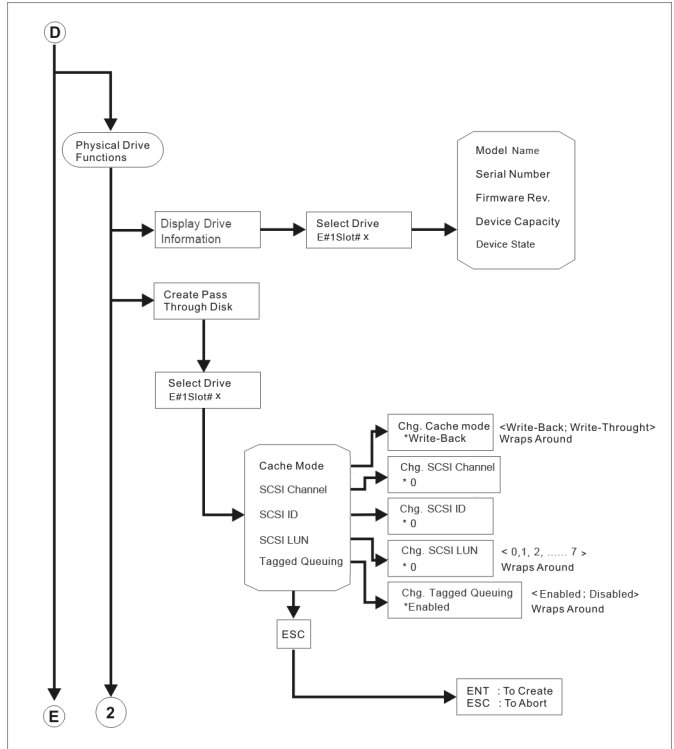 D
Physical Drive
Functions
Model Name
Serial Number
Firmware Rev.
Device Capacity
Device State
Display Drive
Information
Select Drive
E#1Slot# x
Create Pass
Through Disk
Select Drive
E#1Slot# x
Cache Mode
SCSI Channel
SCSI ID
SCSI LUN
Tagged Queuing
Chg. Cache mode
*Write-Back
<Write-Back; Write-Throught>
Wraps Around
Chg. SCSI Channel
* 0
Chg. SCSI ID
* 0
Chg. SCSI LUN
* 0
< 0,1, 2, ...... 7 >
Wraps Around
Chg. Tagged Queuing
*Enabled
<Enabled; Disabled>
Wraps Around
ESC
ENT : To Create
ESC : To Abort
E
2